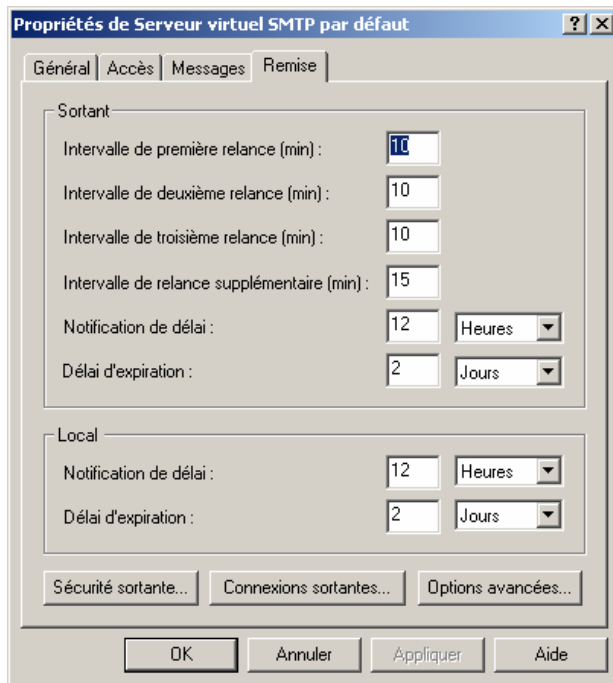 Propriétés de Serveur virtuel SMTP par défaut
Général Accès Messages Remise
Sortant
Intervalle de première relance (min) : 10
Intervalle de deuxième relance (min) : 10
Intervalle de troisième relance (min) : 10
Intervalle de relance supplémentaire (min) : 15
Notification de délai : 12 Heures
Délai d'expiration : 2 Jours
Local
Notification de délai : 12 Heures
Délai d'expiration : 2 Jours
Sécurité sortante... Connexions sortantes... Options avancées...
OK Annuler Appliquer Aide